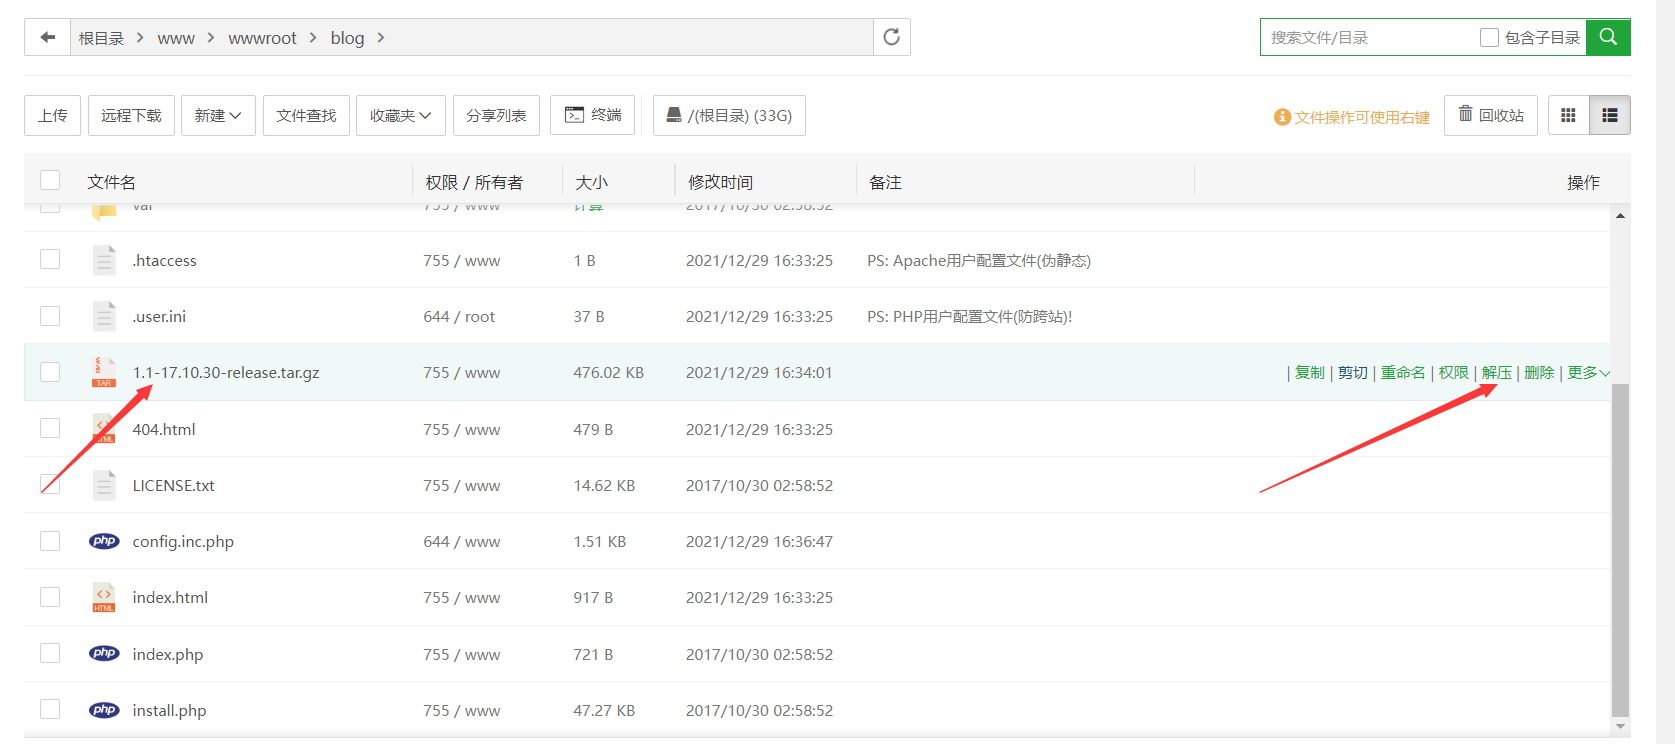 根目录 > www > wwwroot > blog >
搜索文件/目录 包含子目录
上传 远程下载 新建 文件查找 收藏夹 分享列表 终端 /(根目录) (33G) 文件操作可使用右键 回收站
文件名 权限 / 所有者 大小 修改时间 备注 操作
var 755 / www 计算 2017/10/30 02:58:52
.htaccess 755 / www 1 B 2021/12/29 16:33:25 PS: Apache用户配置文件(伪静态)
.user.ini 644 / root 37 B 2021/12/29 16:33:25 PS: PHP用户配置文件(防跨站)!
TAR 1.1-17.10.30-release.tar.gz 755 / www 476.02 KB 2021/12/29 16:34:01 | 复制 | 剪切 | 重命名 | 权限 | 解压 | 删除 | 更多
HTML 404.html 755 / www 479 B 2021/12/29 16:33:25
LICENSE.txt 755 / www 14.62 KB 2017/10/30 02:58:52
php config.inc.php 644 / www 1.51 KB 2021/12/29 16:36:47
HTML index.html 755 / www 917 B 2021/12/29 16:33:25
php index.php 755 / www 721 B 2017/10/30 02:58:52
php install.php 755 / www 47.27 KB 2017/10/30 02:58:52